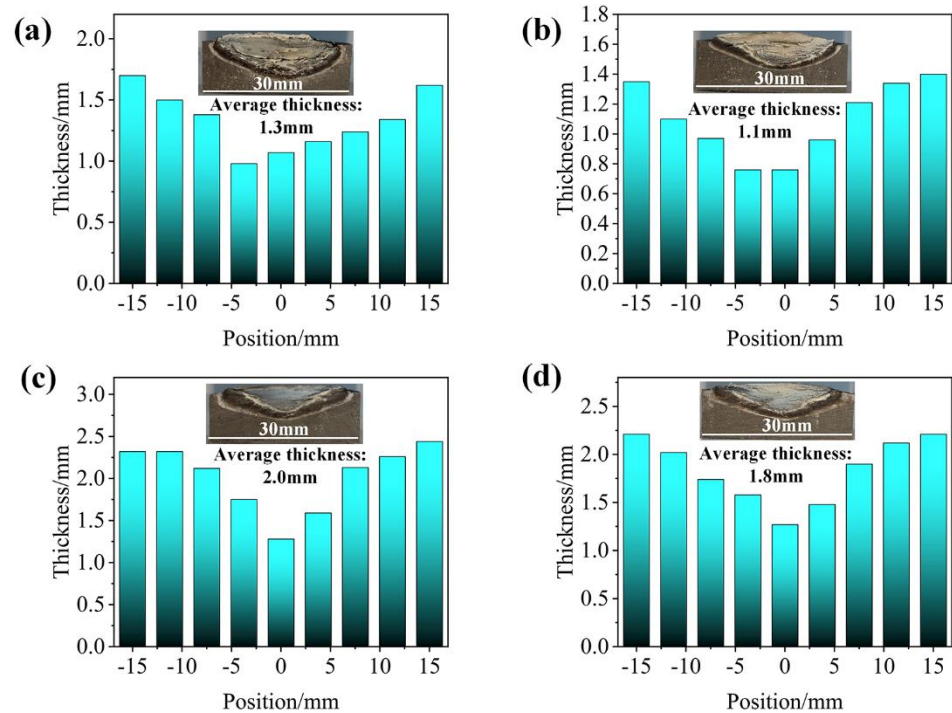 (a)
2.0
1.5
1.0
0.5
0.0
Thickness/mm
30mm
Average thickness:
1.3mm
-15 -10 -5 0 5 10 15
Position/mm
(b)
1.8
1.6
1.4
1.2
1.0
0.8
0.6
0.4
0.2
0.0
Thickness/mm
30mm
Average thickness:
1.1mm
-15 -10 -5 0 5 10 15
Position/mm
(c)
3.0
2.5
2.0
1.5
1.0
0.5
0.0
Thickness/mm
30mm
Average thickness:
2.0mm
-15 -10 -5 0 5 10 15
Position/mm
(d)
2.5
2.0
1.5
1.0
0.5
0.0
Thickness/mm
30mm
Average thickness:
1.8mm
-15 -10 -5 0 5 10 15
Position/mm